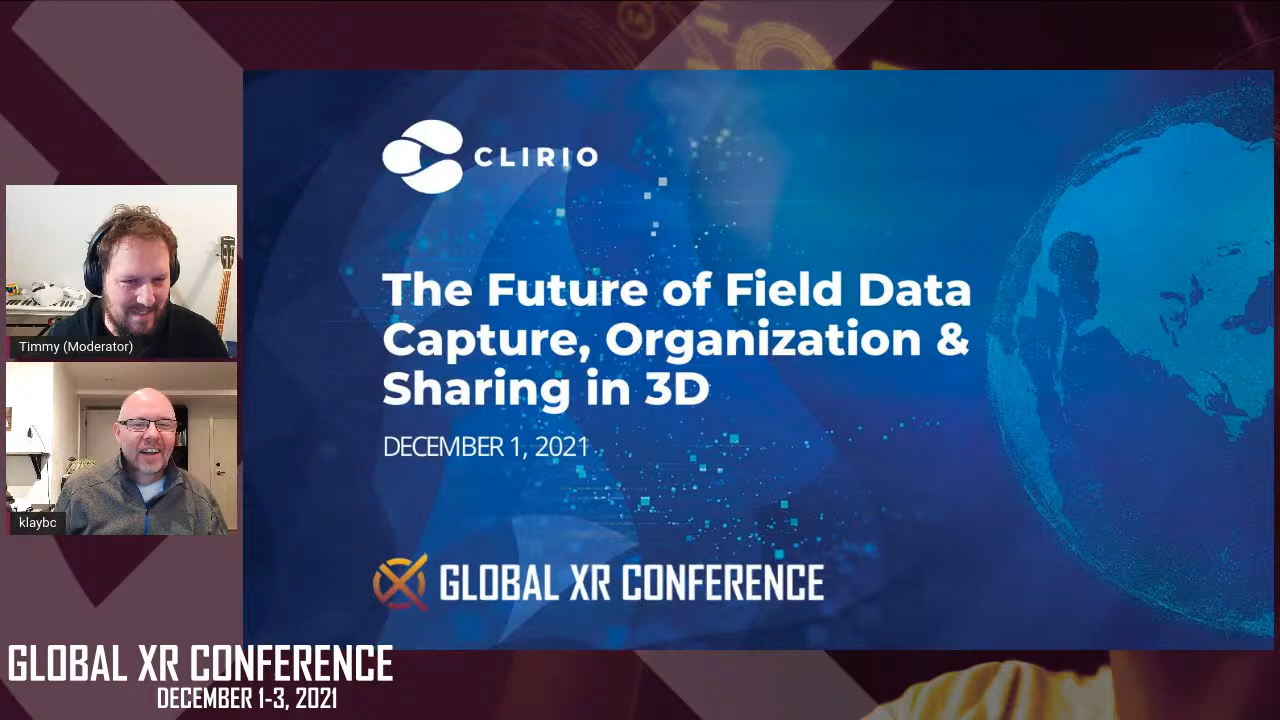 CLIRIO
The Future of Field Data
Capture, Organization &
Sharing in 3D
DECEMBER 1, 2021
GLOBAL XR CONFERENCE
Timmy (Moderator)
klaybc
GLOBAL XR CONFERENCE
DECEMBER 1-3, 2021